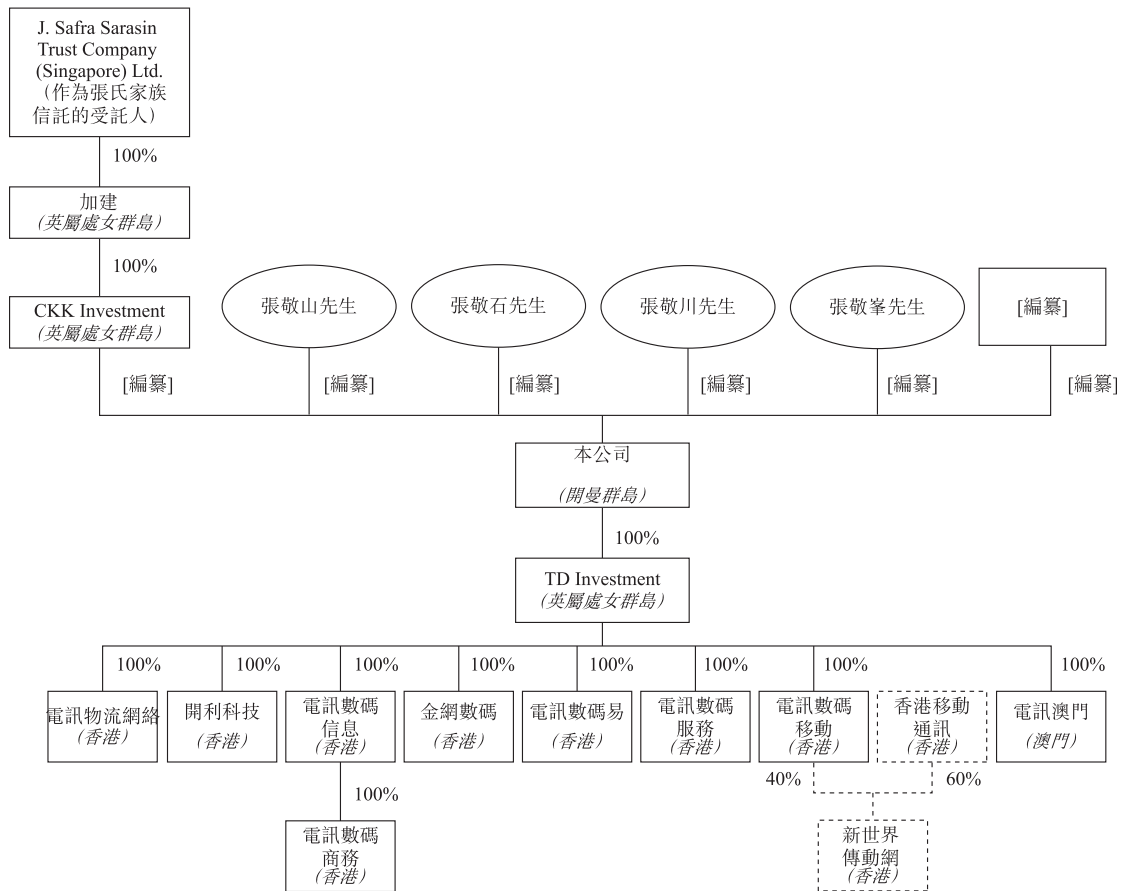 J. Safra Sarasin
Trust Company
(Singapore) Ltd.
（作為張氏家族
信託的受託人）
100%
加建
（英屬處女群島）
100%
CKK Investment
（英屬處女群島）
張敬山先生
張敬石先生
張敬川先生
張敬峯先生
[編纂]
[編纂]
[編纂]
[編纂]
[編纂]
[編纂]
[編纂]
本公司
（開曼群島）
100%
TD Investment
（英屬處女群島）
100%
100%
100%
100%
100%
100%
100%
100%
電訊物流網絡
（香港）
開利科技
（香港）
電訊數碼
信息
（香港）
金網數碼
（香港）
電訊數碼易
（香港）
電訊數碼
服務
（香港）
電訊數碼
移動
（香港）
香港移動
通訊
（香港）
電訊澳門
（澳門）
100%
40%
60%
電訊數碼
商務
（香港）
新世界
傳動網
（香港）